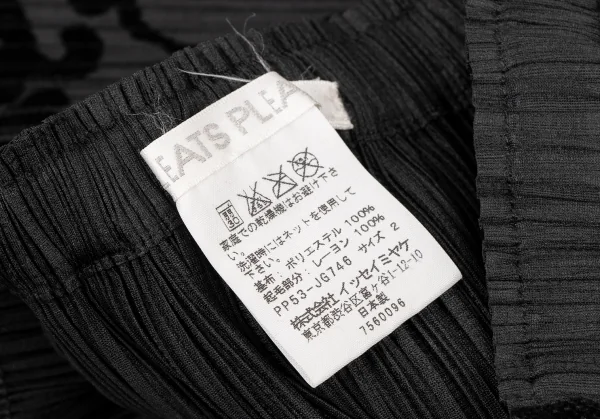 EATS PLEA
家庭での乾燥機はお避け下さ
い。
洗濯時にはネットを使用して
下さい。
基布: ポリエステル 100%
起毛部分: レーヨン 100%
PP53-JG746 サイズ 2
株式会社 イッセイミヤケ
東京都渋谷区富ヶ谷1-12-10
日本製
7560096